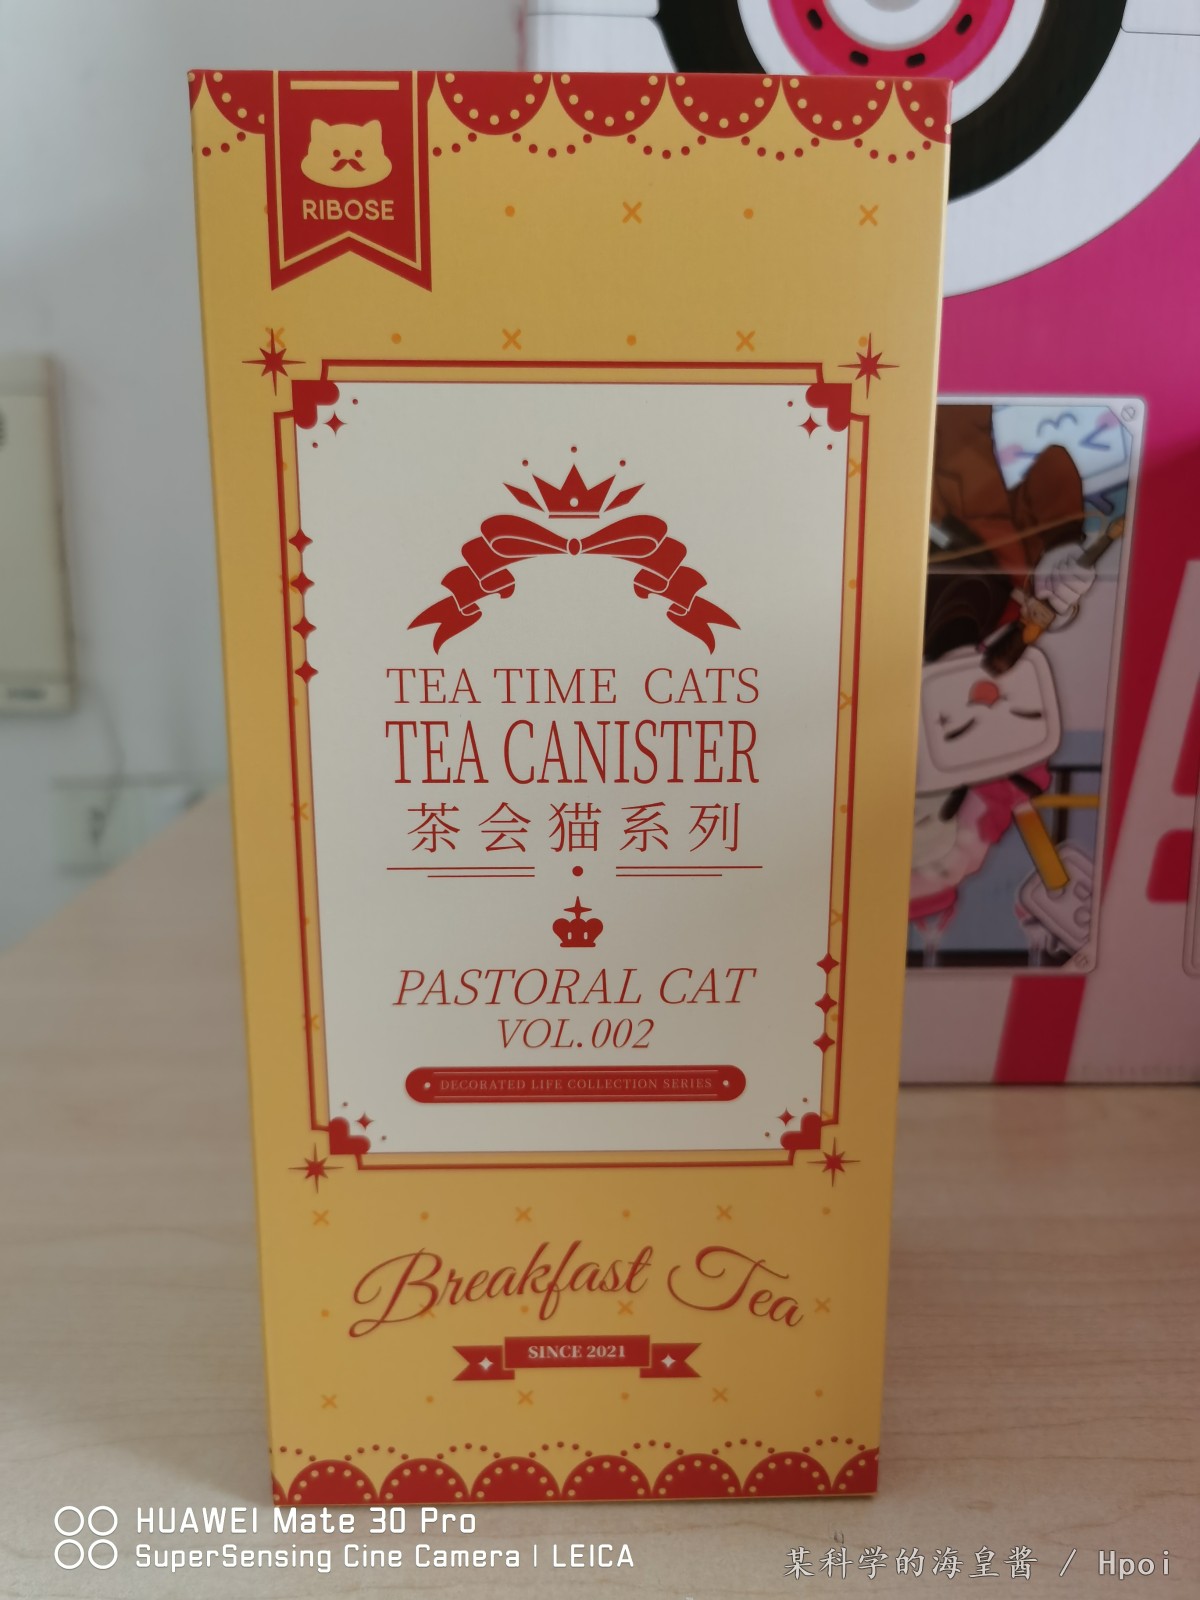 RIBOSE
TEA TIME CATS
TEA CANISTER
茶会猫系列
PASTORAL CAT
VOL.002
DECORATED LIFE COLLECTION SERIES
Breakfast Tea
SINCE 2021
HUAWEI Mate 30 Pro
SuperSensing Cine Camera | LEICA
某科学的海皇酱 / Hpoi